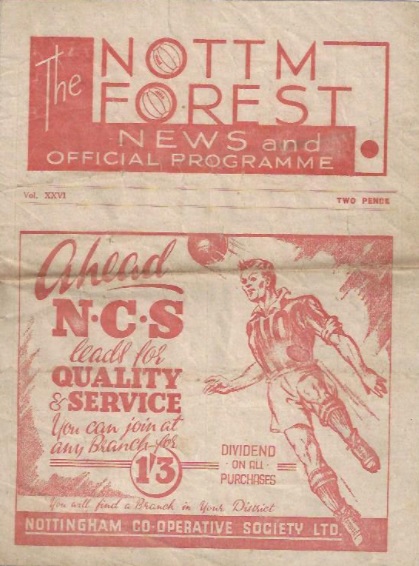 The
NOTTM
FOREST
NEWS and
OFFICIAL PROGRAMME
Vol. XXVI
TWO PENCE
Ahead
N·C·S
leads for
QUALITY
& SERVICE
You can join at
any Branch for
1'3
DIVIDEND
- ON ALL -
PURCHASES
You will find a Branch in Your District
NOTTINGHAM CO-OPERATIVE SOCIETY LTD.